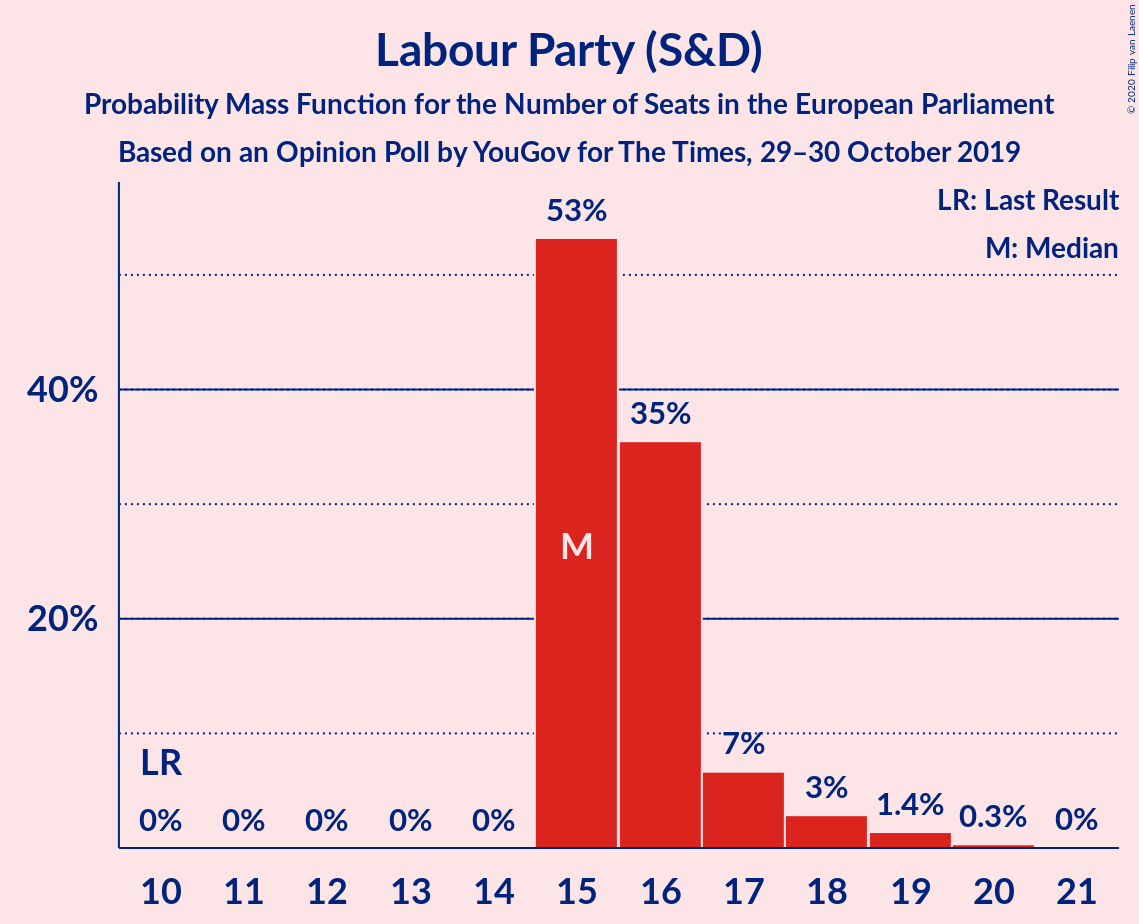 Labour Party (S&D)
Probability Mass Function for the Number of Seats in the European Parliament
Based on an Opinion Poll by YouGov for The Times, 29–30 October 2019
© 2020 Filip van Laenen
LR: Last Result
M: Median
53%
40%
35%
M
20%
LR
7%
3%
1.4%
0.3%
0% 0% 0% 0% 0% 0%
10 11 12 13 14 15 16 17 18 19 20 21